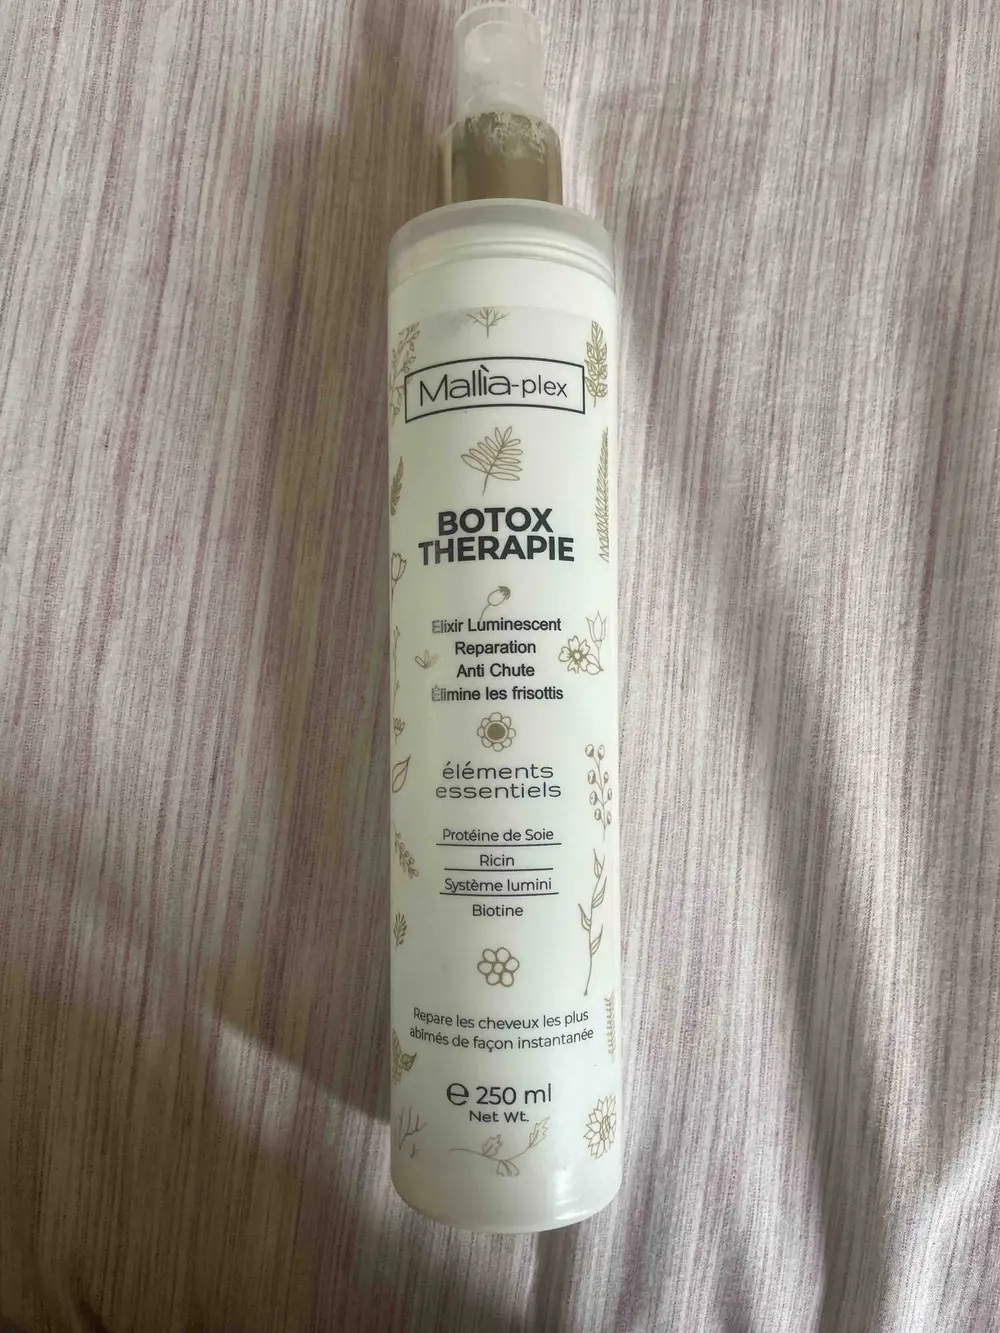 Mallìa-plex
BOTOX
THERAPIE
Elixir Luminescent
Reparation
Anti Chute
Élimine les frisottis
éléments
essentiels
Protéine de Soie
Ricin
Système lumini
Biotine
Repare les cheveux les plus
abîmés de façon instantanée
℮ 250 ml
Net Wt.